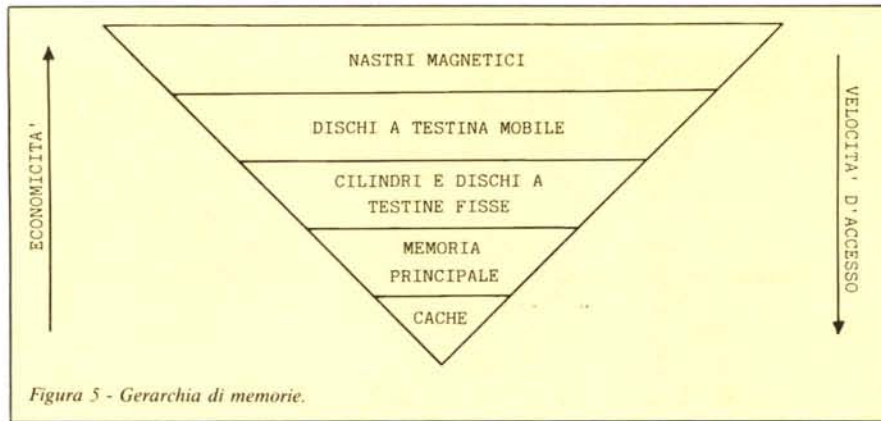 NASTRI MAGNETICI
DISCHI A TESTINA MOBILE
CILINDRI E DISCHI A
TESTINE FISSE
MEMORIA
PRINCIPALE
CACHE
ECONOMICITA'
VELOCITA' D'ACCESSO
Figura 5 - Gerarchia di memorie.